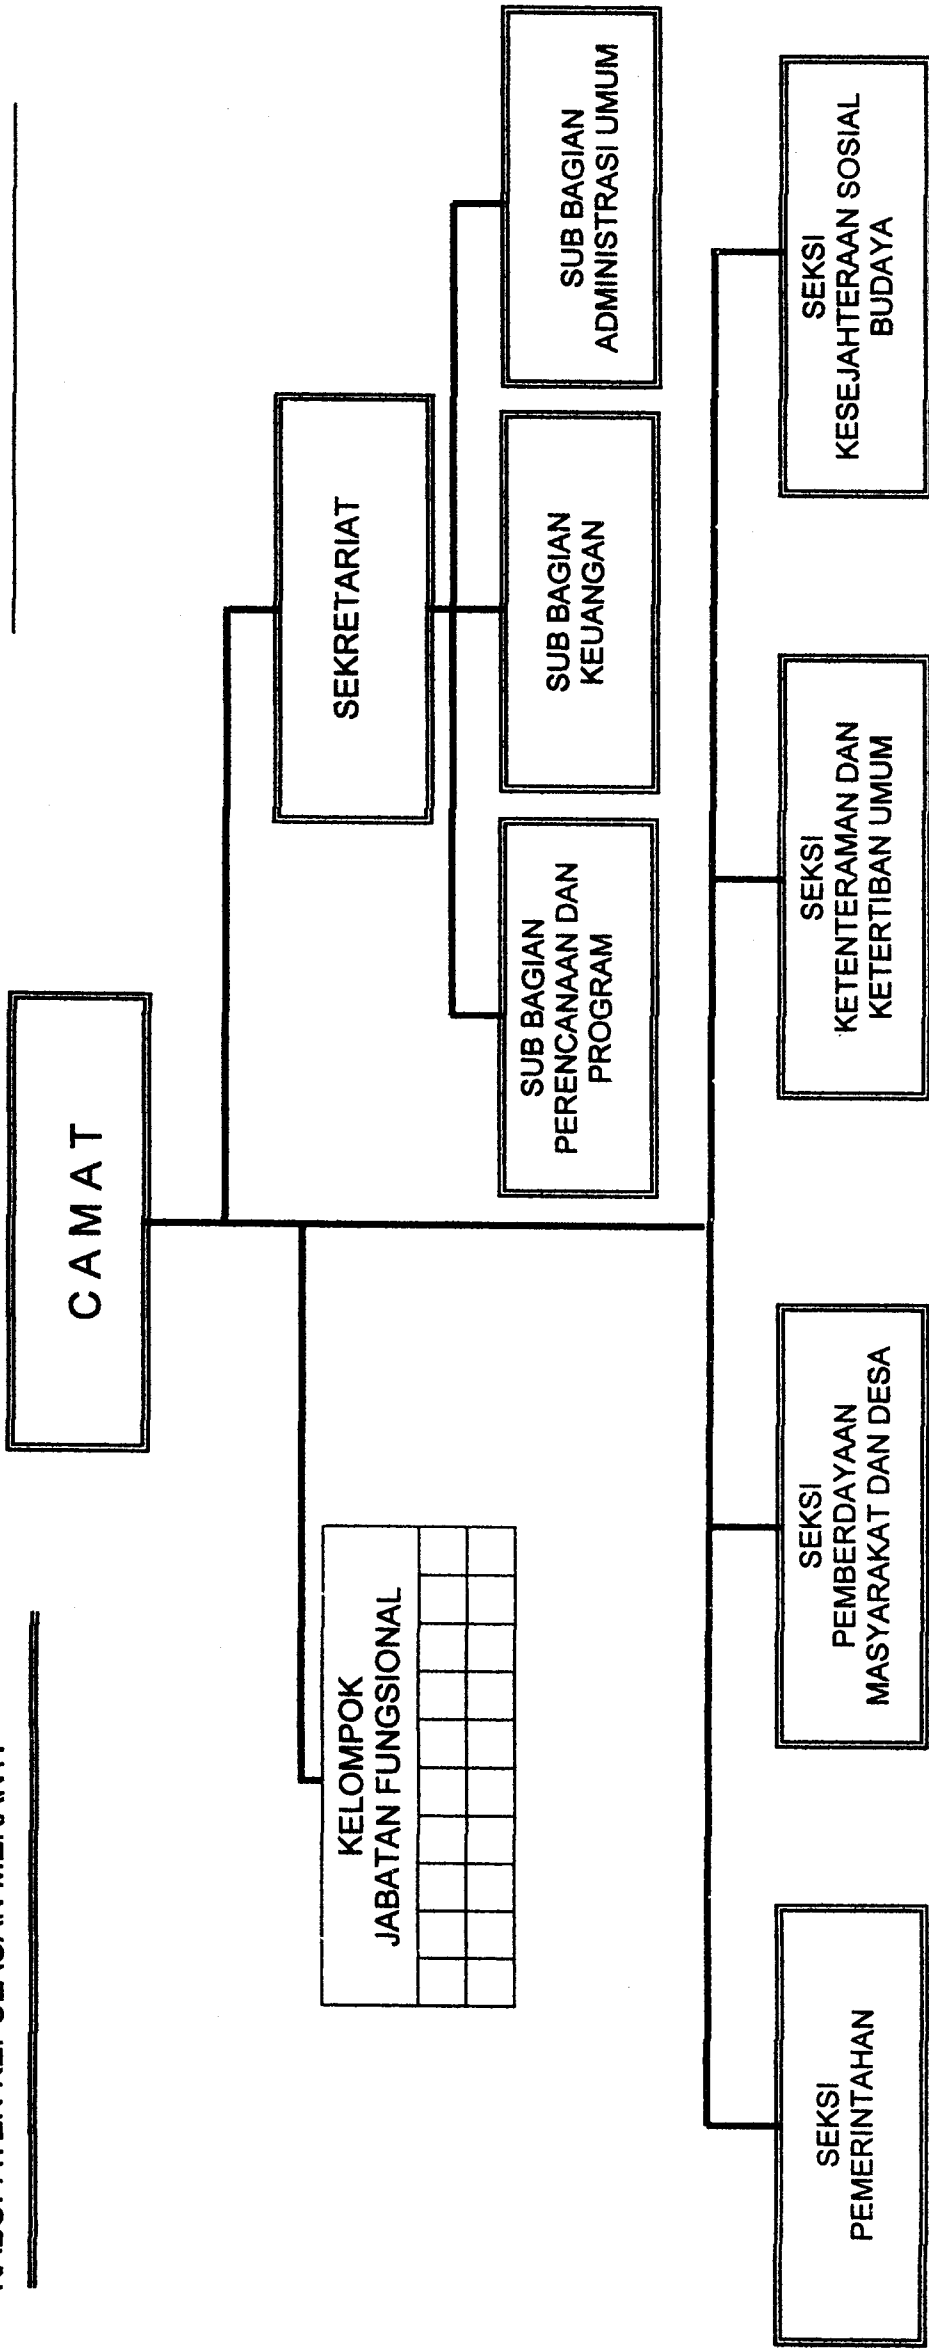 C A M A T
SEKRETARIAT
KELOMPOK
JABATAN FUNGSIONAL
SUB BAGIAN
PERENCANAAN DAN
PROGRAM
SUB BAGIAN
KEUANGAN
SUB BAGIAN
ADMINISTRASI UMUM
SEKSI
PEMERINTAHAN
SEKSI
PEMBERDAYAAN
MASYARAKAT DAN DESA
SEKSI
KETENTERAMAN DAN
KETERTIBAN UMUM
SEKSI
KESEJAHTERAAN SOSIAL
BUDAYA